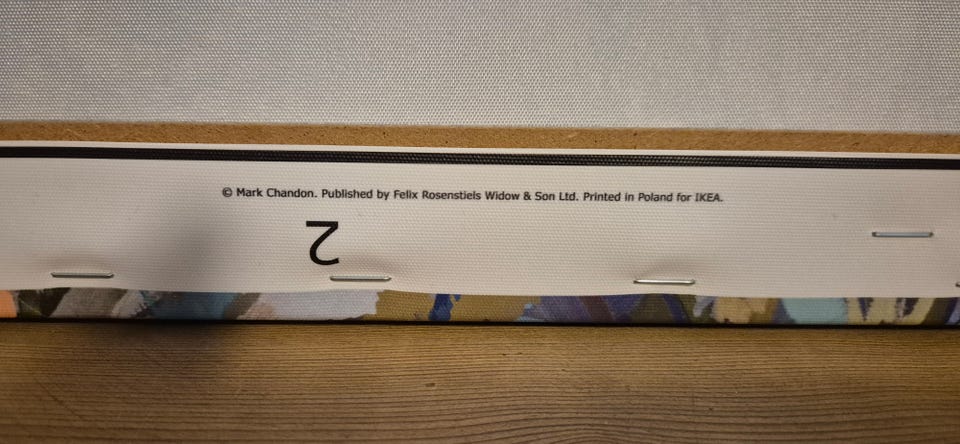 © Mark Chandon. Published by Felix Rosenstiels Widow & Son Ltd. Printed in Poland for IKEA.
2